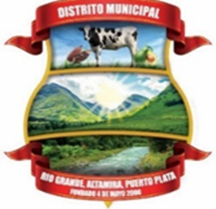 DISTRITO MUNICIPAL
RIO GRANDE, ALTAMIRA, PUERTO PLATA
FUNDADO 4 DE MAYO 2006